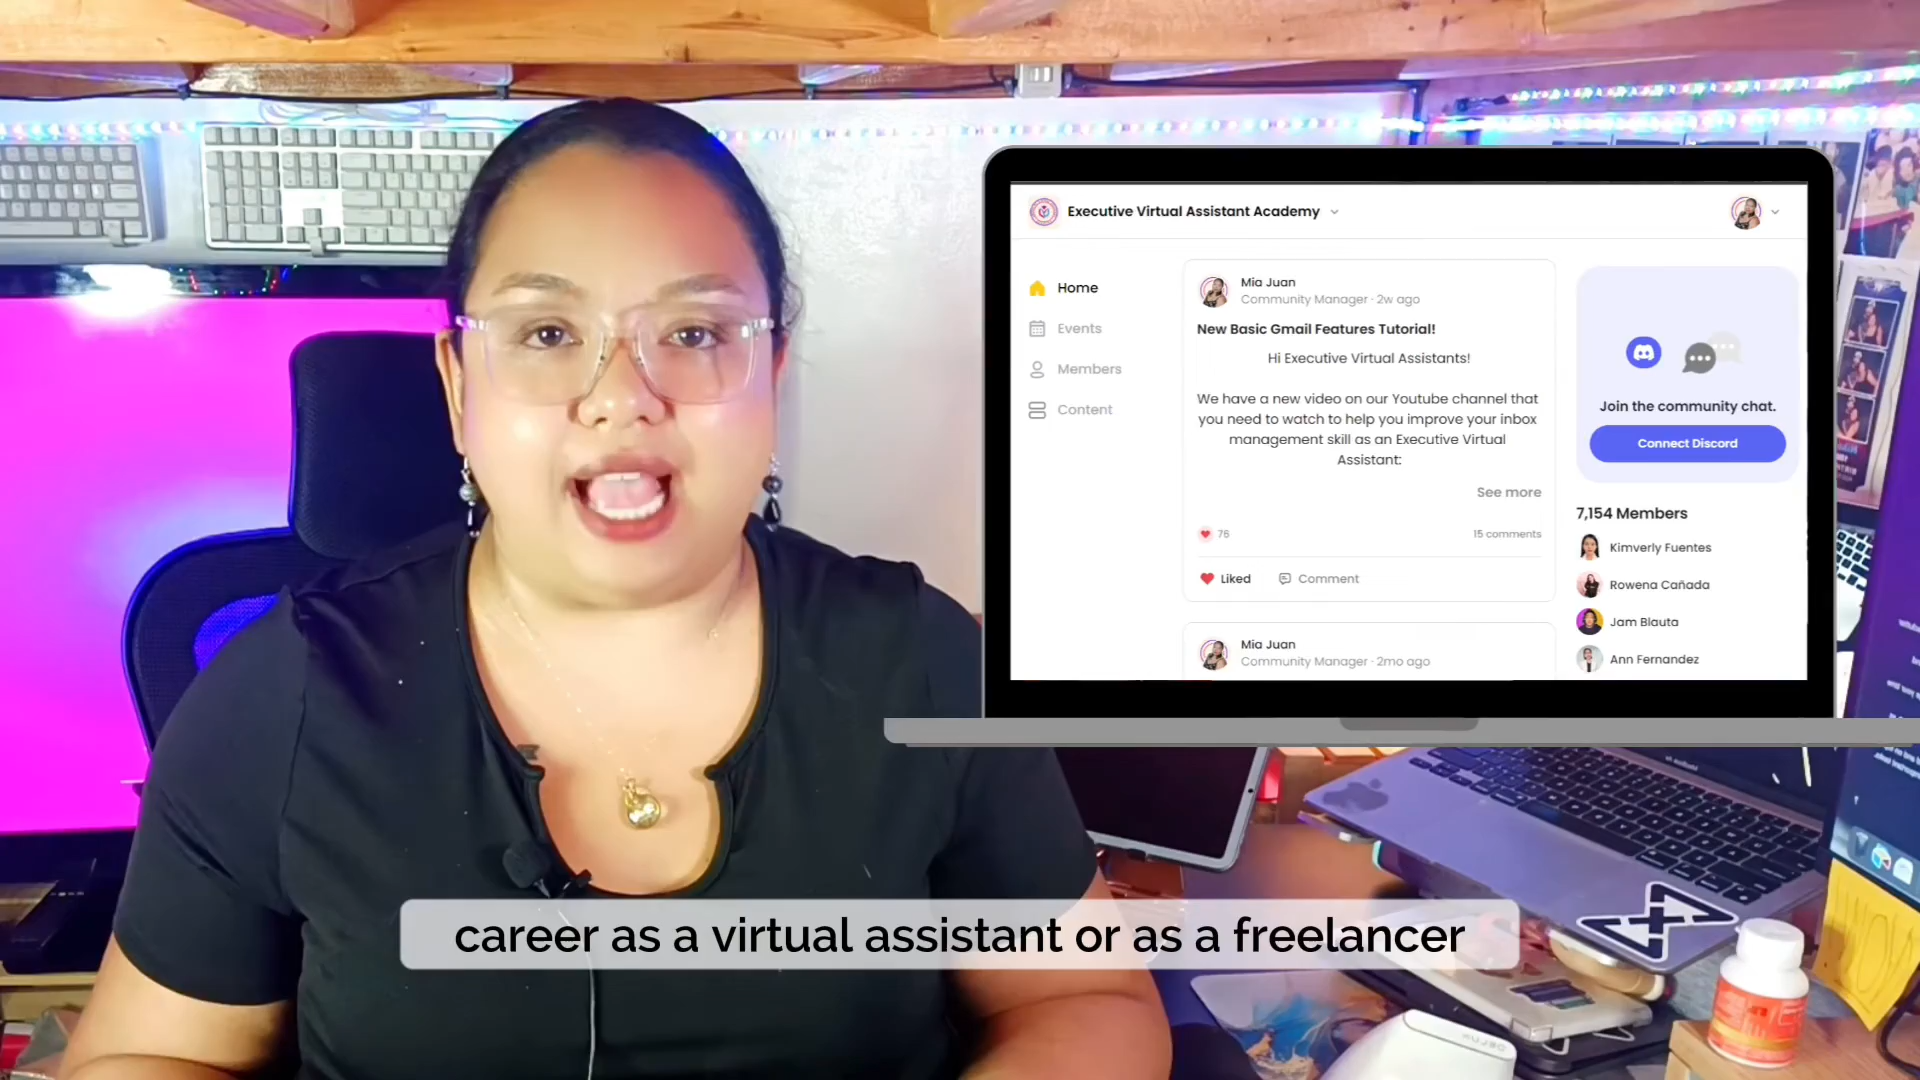 Executive Virtual Assistant Academy
Home
Events
Members
Content
Mia Juan
Community Manager · 2w ago
New Basic Gmail Features Tutorial!
Hi Executive Virtual Assistants!
We have a new video on our Youtube channel that
you need to watch to help you improve your inbox
management skill as an Executive Virtual
Assistant:
See more
76
15 comments
Liked
Comment
Mia Juan
Community Manager · 2mo ago
Join the community chat.
Connect Discord
7,154 Members
Kimverly Fuentes
Rowena Cañada
Jam Blauta
Ann Fernandez
career as a virtual assistant or as a freelancer